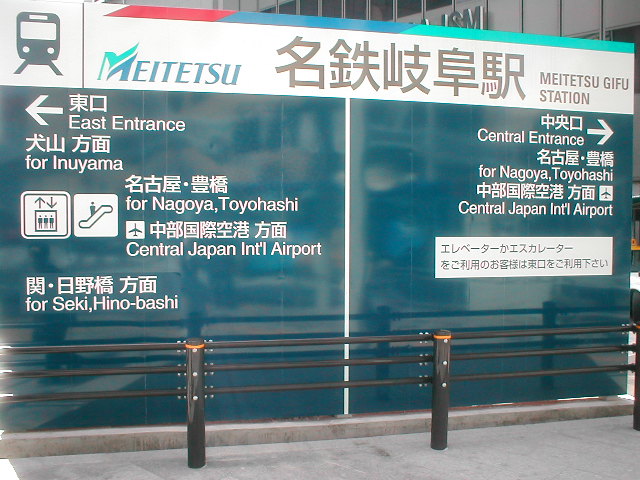 MEITETSU
名鉄岐阜駅
MEITETSU GIFU
STATION
東口
East Entrance
犬山 方面
for Inuyama
名古屋・豊橋
for Nagoya,Toyohashi
中部国際空港 方面
Central Japan Int'l Airport
関・日野橋 方面
for Seki,Hino-bashi
中央口
Central Entrance
名古屋・豊橋
for Nagoya,Toyohashi
中部国際空港 方面
Central Japan Int'l Airport
エレベーターかエスカレーター
をご利用のお客様は東口をご利用下さい